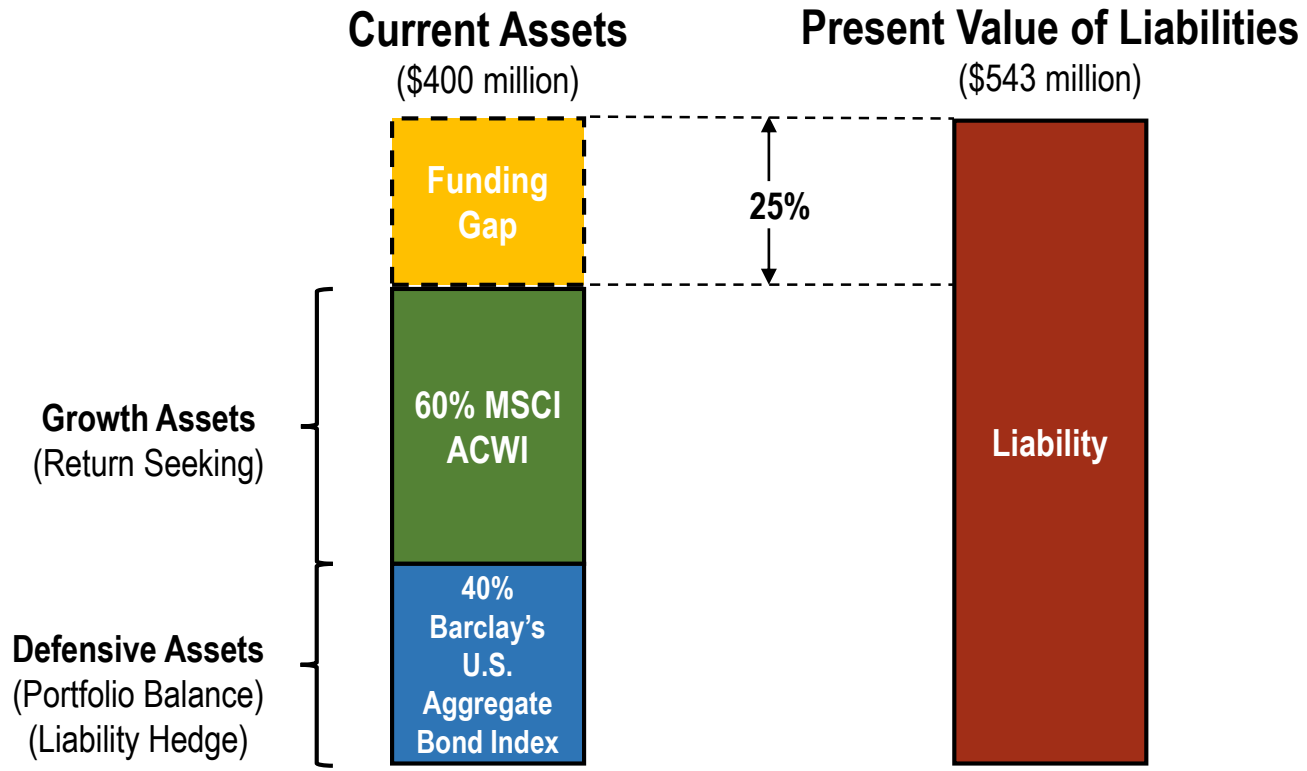 Current Assets
($400 million)
Present Value of Liabilities
($543 million)
Funding
Gap
25%
Growth Assets
(Return Seeking)
60% MSCI
ACWI
Liability
Defensive Assets
(Portfolio Balance)
(Liability Hedge)
40%
Barclay's
U.S.
Aggregate
Bond Index